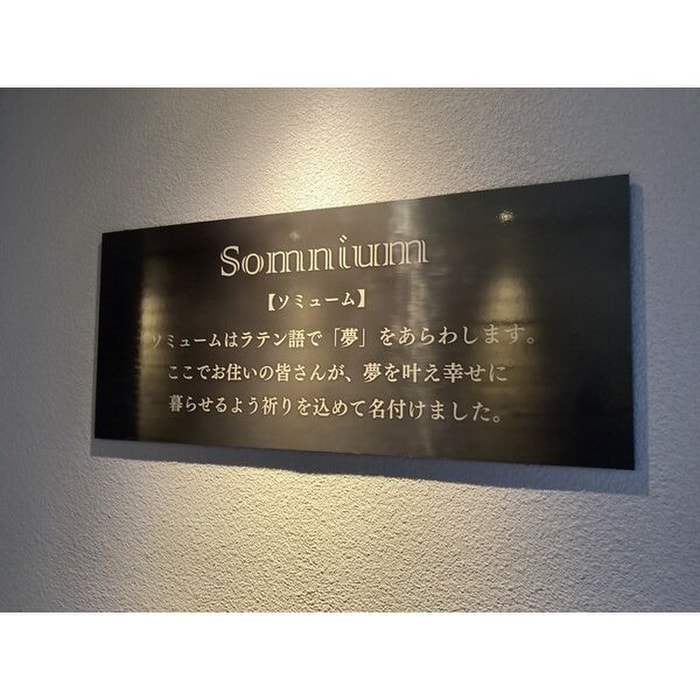 Somnium
【ソミューム】
ソミュームはラテン語で「夢」をあらわします。
ここでお住いの皆さんが、夢を叶え幸せに
暮らせるよう祈りを込めて名付けました。